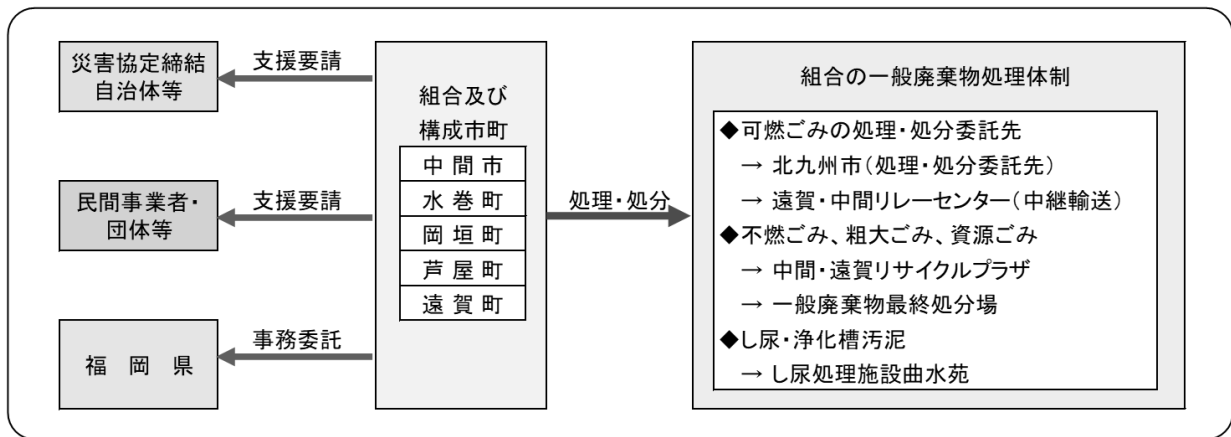 災害協定締結
自治体等
支援要請
民間事業者・
団体等
支援要請
福 岡 県
事務委託
組合及び
構成市町
中 間 市
水 巻 町
岡 垣 町
芦 屋 町
遠 賀 町
処理・処分
組合の一般廃棄物処理体制
◆可燃ごみの処理・処分委託先
→ 北九州市(処理・処分委託先)
→ 遠賀・中間リレーセンター(中継輸送)
◆不燃ごみ、粗大ごみ、資源ごみ
→ 中間・遠賀リサイクルプラザ
→ 一般廃棄物最終処分場
◆し尿・浄化槽汚泥
→ し尿処理施設曲水苑